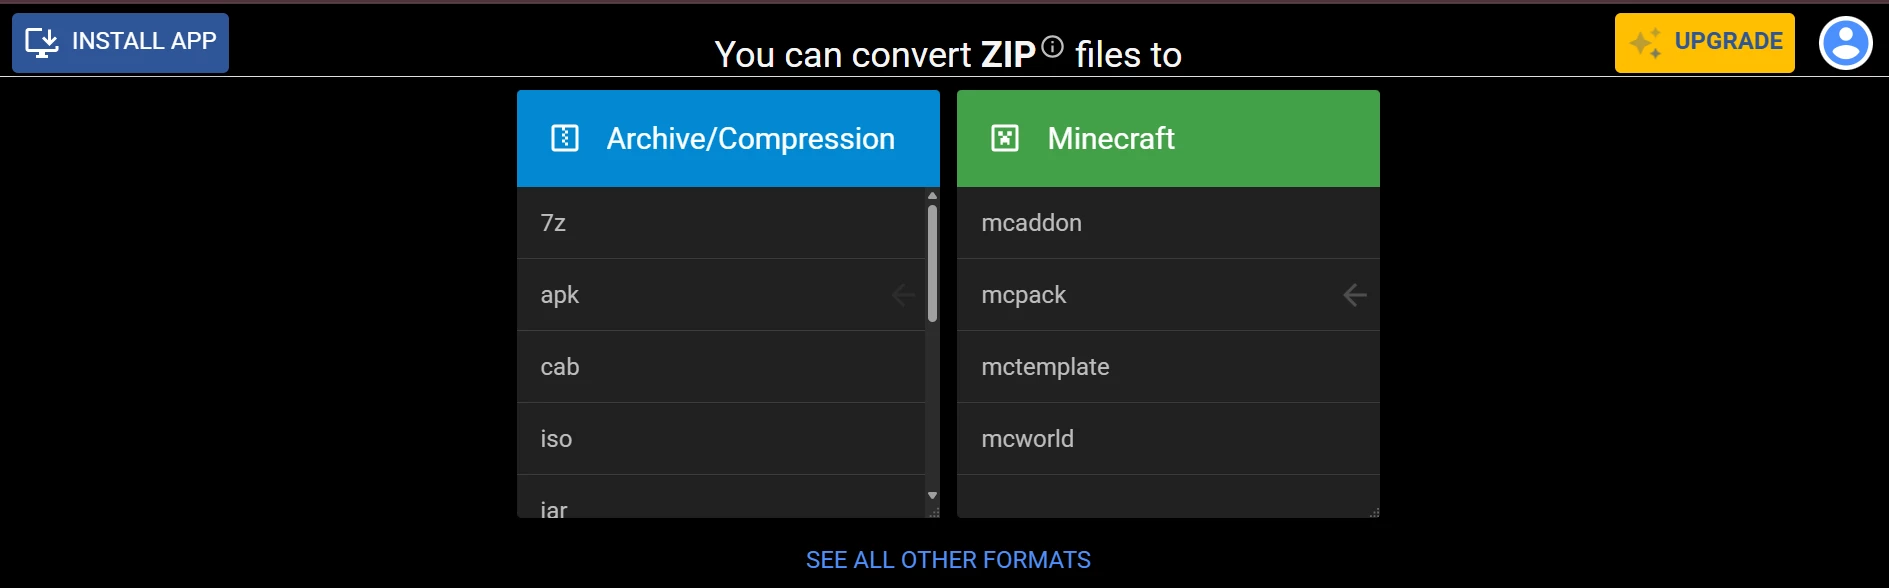 INSTALL APP
You can convert ZIP files to
UPGRADE
Archive/Compression
7z
apk
cab
iso
jar
Minecraft
mcaddon
mcpack
mctemplate
mcworld
SEE ALL OTHER FORMATS